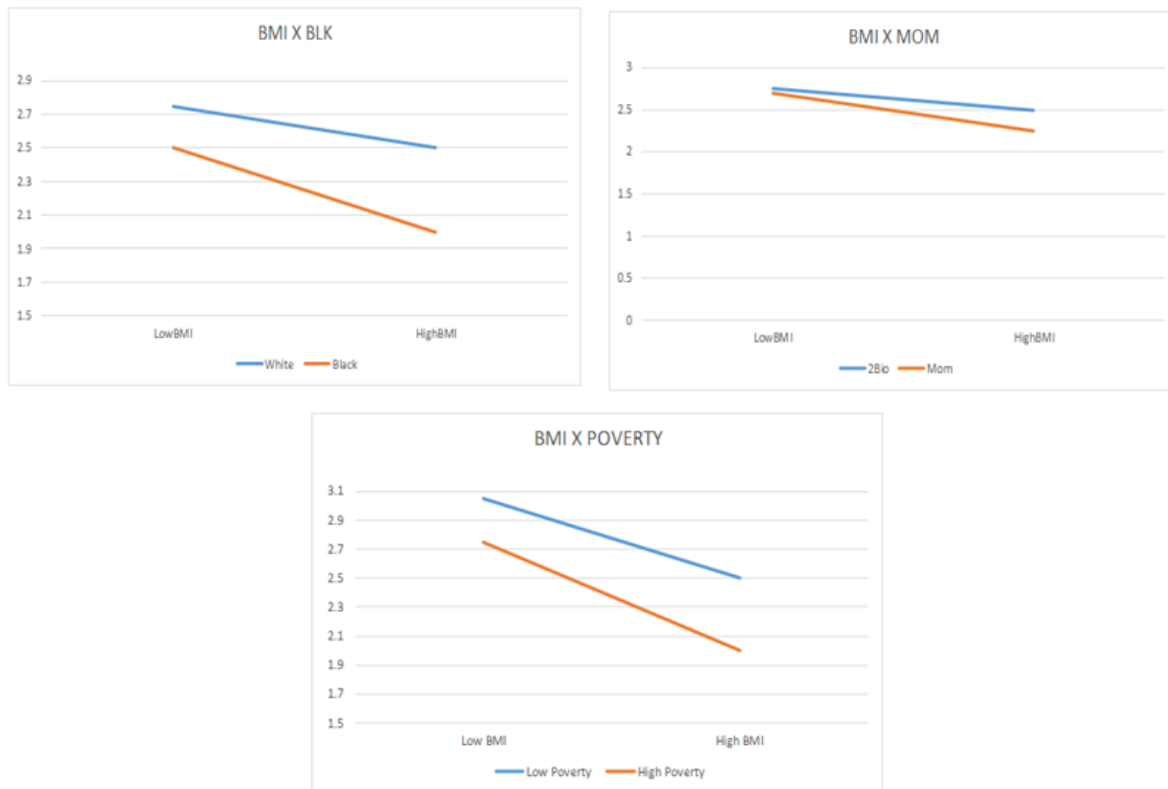 BMI X BLK
2.9
2.7
2.5
2.3
2.1
1.9
1.7
1.5
LowBMI HighBMI
White Black
BMI X MOM
3
2.5
2
1.5
1
0.5
0
LowBMI HighBMI
2Bio Mom
BMI X POVERTY
3.1
2.9
2.7
2.5
2.3
2.1
1.9
1.7
1.5
Low BMI High BMI
Low Poverty High Poverty